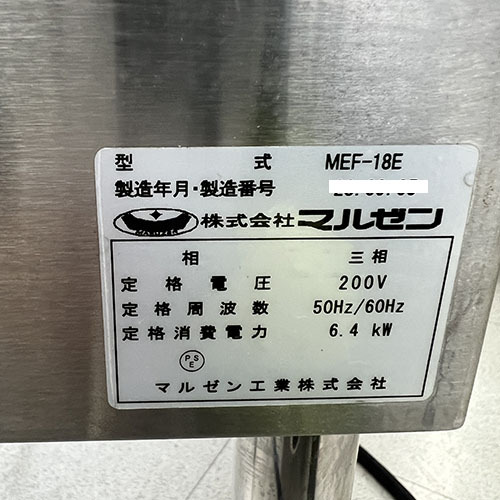 型式 MEF-18E
製造年月・製造番号
MARUZEN 株式会社マルゼン
相 三相
定格電圧 200V
定格周波数 50Hz/60Hz
定格消費電力 6.4 kW
PSE
マルゼン工業株式会社